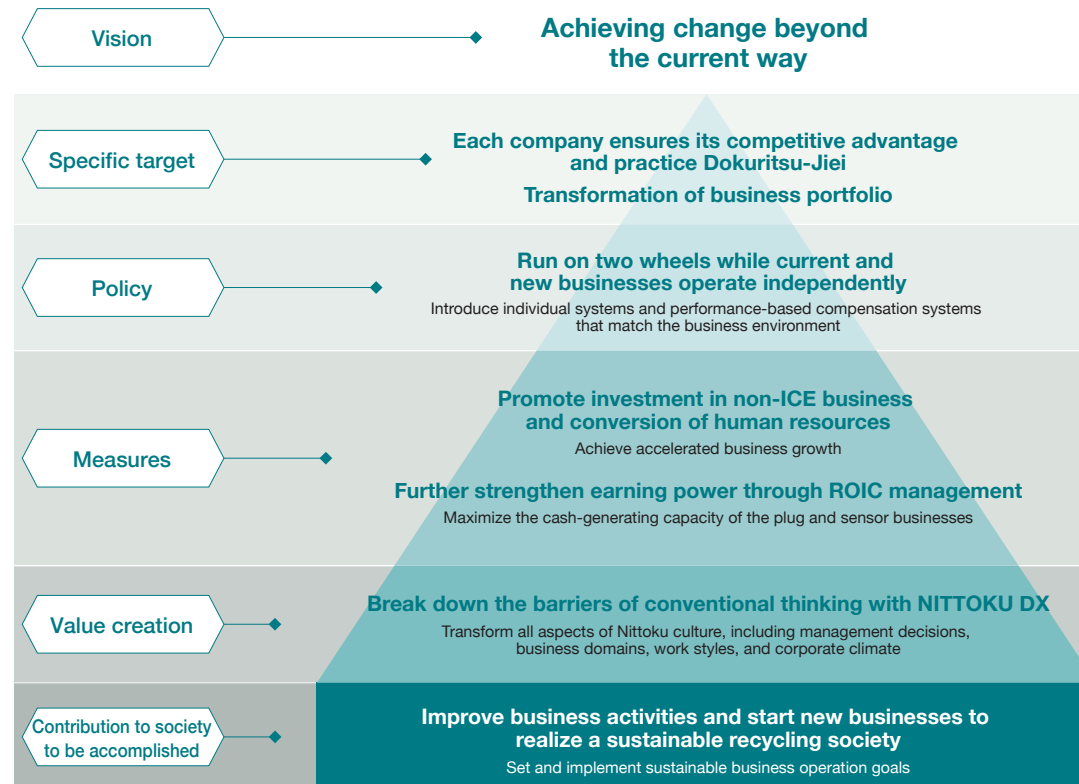 Vision
Achieving change beyond
the current way
Specific target
Each company ensures its competitive advantage
and practice Dokuritsu-Jiei
Transformation of business portfolio
Policy
Run on two wheels while current and
new businesses operate independently
Introduce individual systems and performance-based compensation systems
that match the business environment
Measures
Promote investment in non-ICE business
and conversion of human resources
Achieve accelerated business growth
Further strengthen earning power through ROIC management
Maximize the cash-generating capacity of the plug and sensor businesses
Value creation
Break down the barriers of conventional thinking with NITTOKU DX
Transform all aspects of Nittoku culture, including management decisions,
business domains, work styles, and corporate climate
Contribution to society
to be accomplished
Improve business activities and start new businesses to
realize a sustainable recycling society
Set and implement sustainable business operation goals